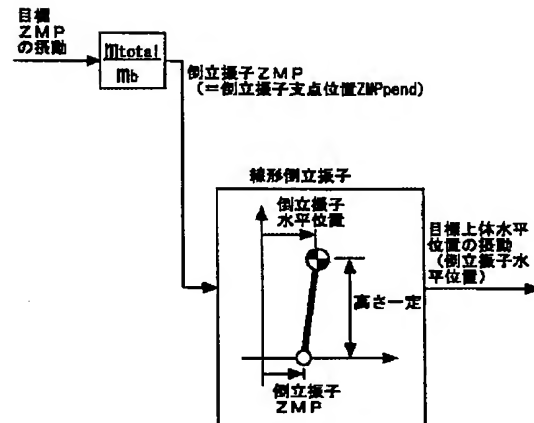 目標
ZMP
の摂動
mtotal
mb
倒立振子ZMP
(=倒立振子支点位置ZMPpend)
線形倒立振子
倒立振子
水平位置
高さ一定
倒立振子
ZMP
目標上体水平
位置の摂動
(倒立振子水
平位置)